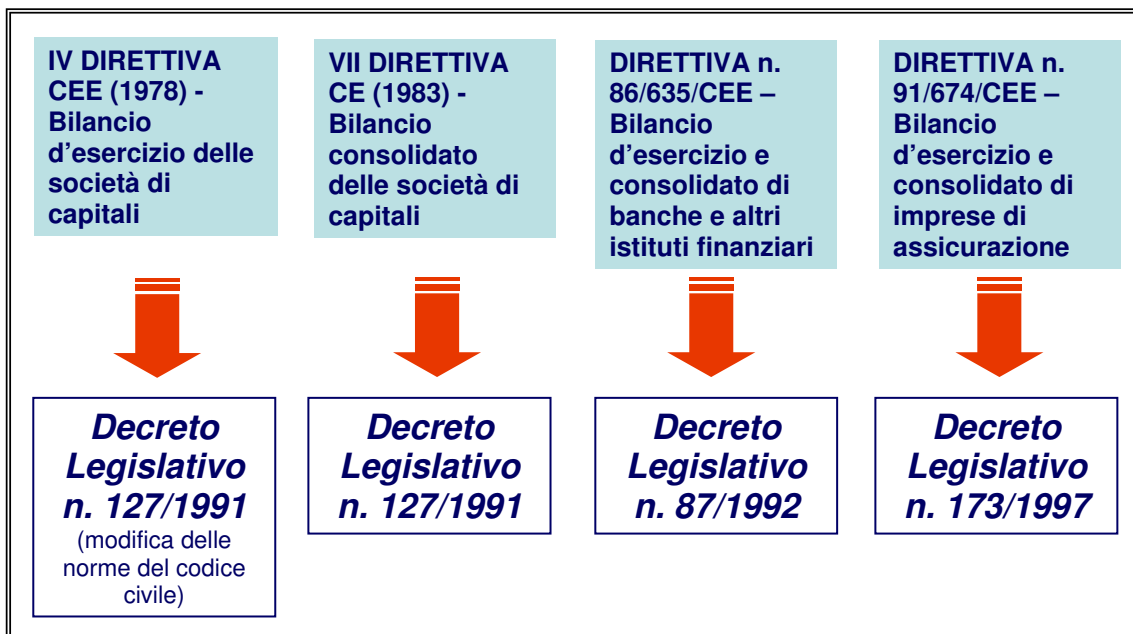 IV DIRETTIVA
CEE (1978) -
Bilancio
d’esercizio delle
società di
capitali
VII DIRETTIVA
CE (1983) -
Bilancio
consolidato
delle società di
capitali
DIRETTIVA n.
86/635/CEE –
Bilancio
d’esercizio e
consolidato di
banche e altri
istituti finanziari
DIRETTIVA n.
91/674/CEE –
Bilancio
d’esercizio e
consolidato di
imprese di
assicurazione
Decreto
Legislativo
n. 127/1991
(modifica delle
norme del codice
civile)
Decreto
Legislativo
n. 127/1991
Decreto
Legislativo
n. 87/1992
Decreto
Legislativo
n. 173/1997